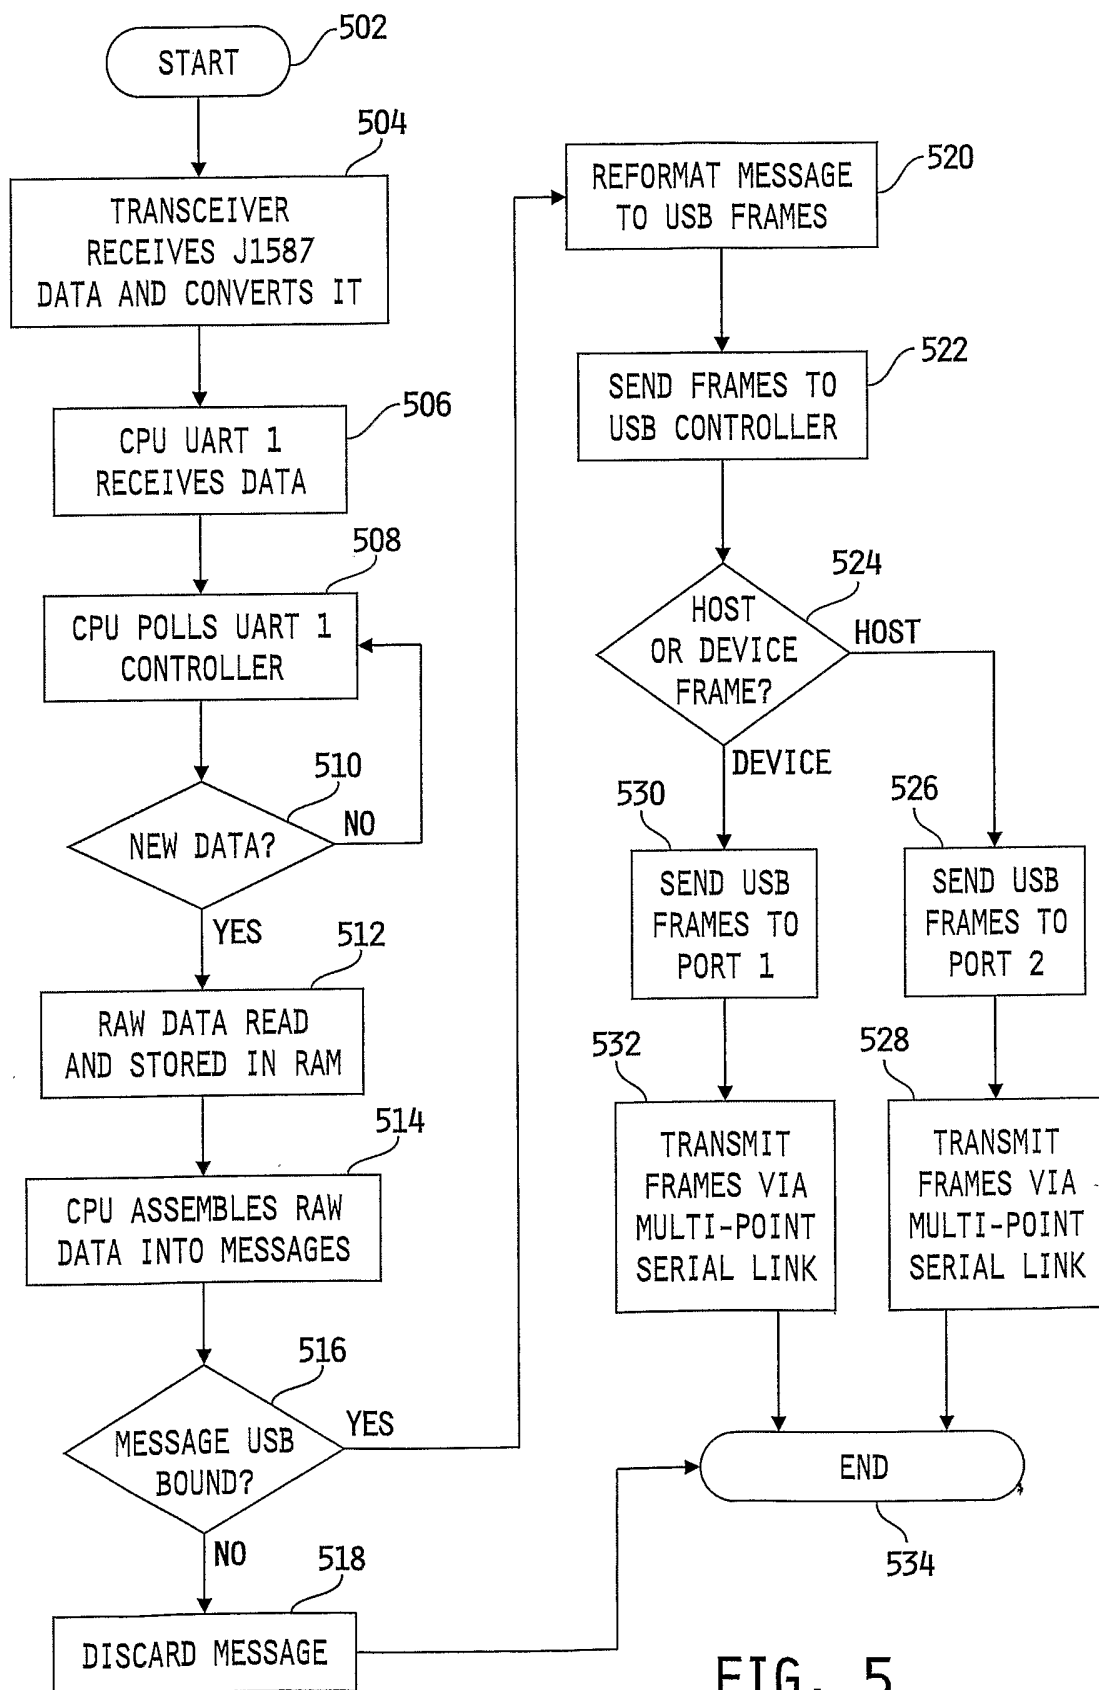 START
502
504
TRANSCEIVER
RECEIVES J1587
DATA AND CONVERTS IT
506
CPU UART 1
RECEIVES DATA
508
CPU POLLS UART 1
CONTROLLER
510
NEW DATA?
NO
YES
512
RAW DATA READ
AND STORED IN RAM
514
CPU ASSEMBLES RAW
DATA INTO MESSAGES
516
MESSAGE USB
BOUND?
YES
NO
518
DISCARD MESSAGE
520
REFORMAT MESSAGE
TO USB FRAMES
522
SEND FRAMES TO
USB CONTROLLER
524
HOST
OR DEVICE
FRAME?
HOST
DEVICE
530
SEND USB
FRAMES TO
PORT 1
526
SEND USB
FRAMES TO
PORT 2
532
TRANSMIT
FRAMES VIA
MULTI-POINT
SERIAL LINK
528
TRANSMIT
FRAMES VIA
MULTI-POINT
SERIAL LINK
END
534
FIG. 5